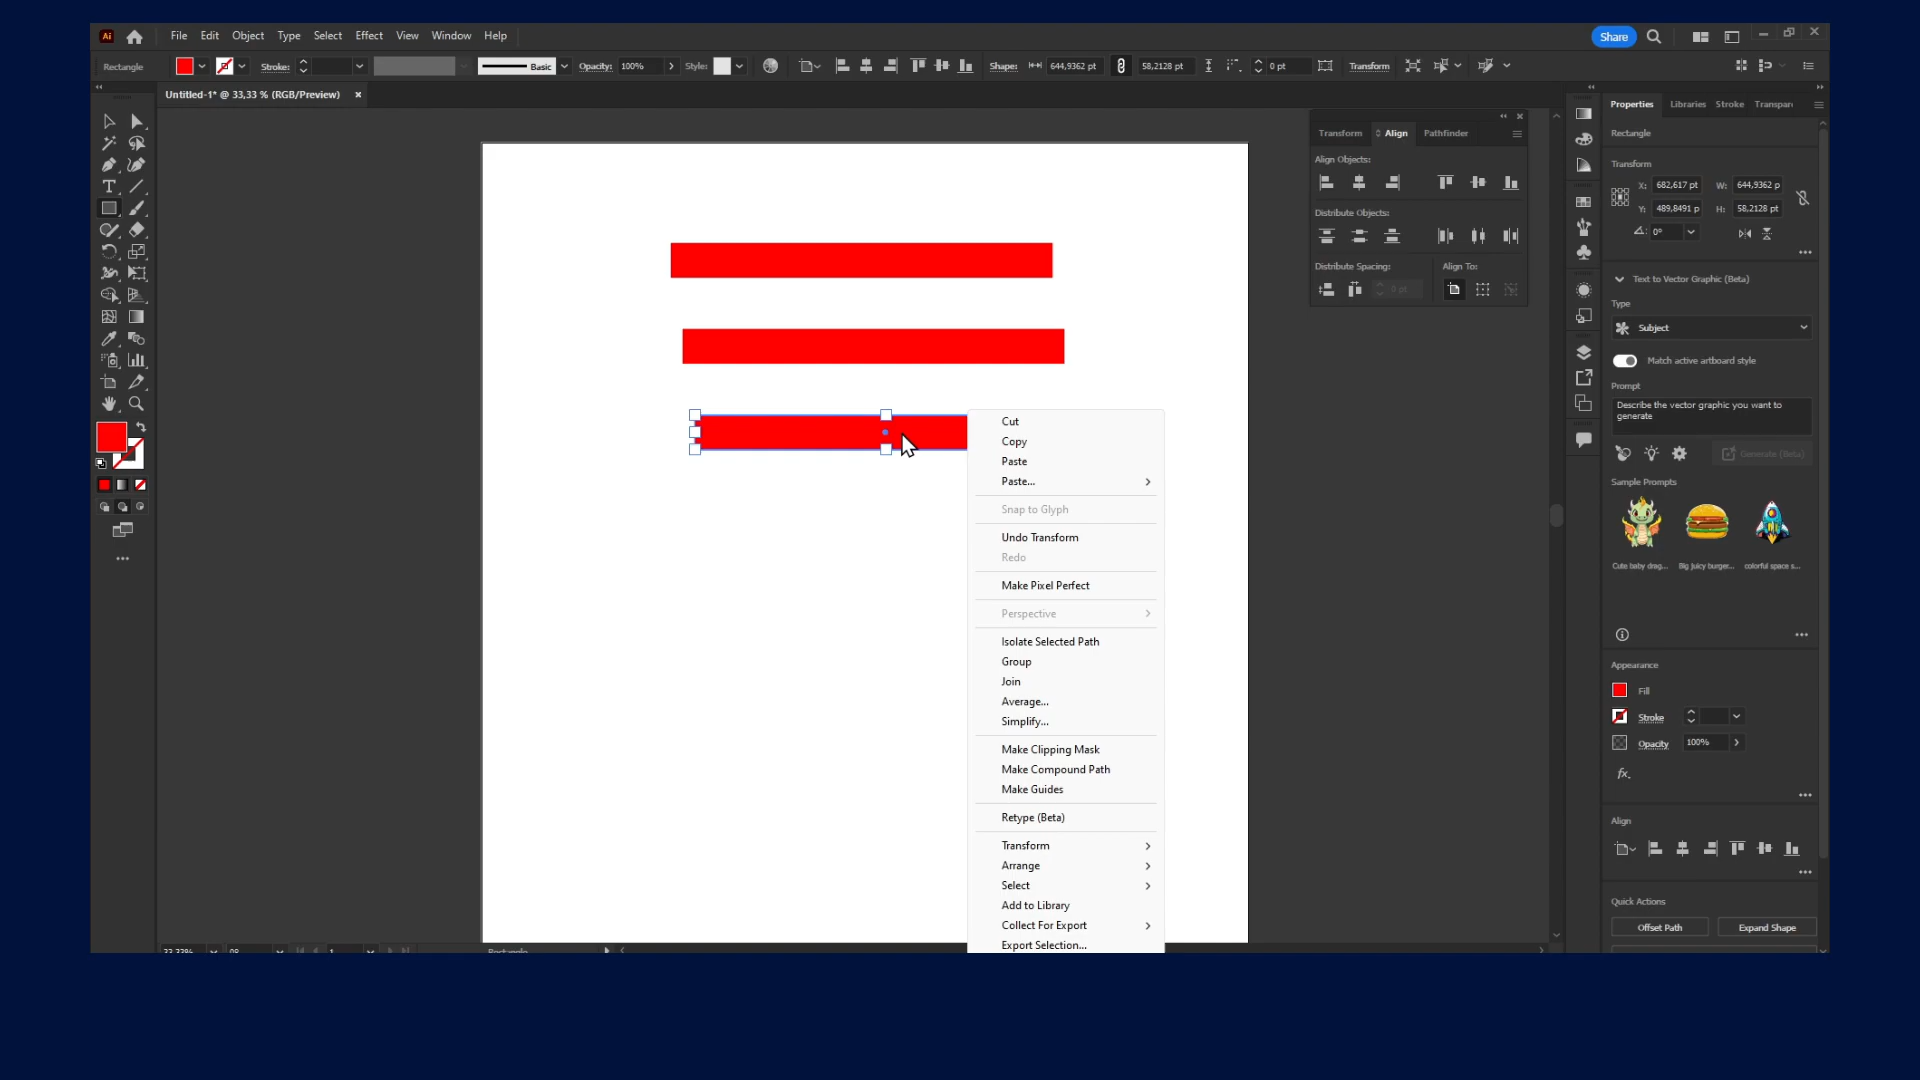 Ai File Edit Object Type Select Effect View Window Help Share
Rectangle Stroke: Basic Opacity: 100% Style: Shape: 644,9362 pt 58,2128 pt 0 pt Transform
Untitled-1* @ 33,33 % (RGB/Preview)
Transform Align Pathfinder
Align Objects:
Distribute Objects:
Distribute Spacing: Align To:
0 pt
Cut
Copy
Paste
Paste...
Snap to Glyph
Undo Transform
Redo
Make Pixel Perfect
Perspective
Isolate Selected Path
Group
Join
Average...
Simplify...
Make Clipping Mask
Make Compound Path
Make Guides
Retype (Beta)
Transform
Arrange
Select
Add to Library
Collect For Export
Export Selection...
Properties Libraries Stroke Transpar
Rectangle
Transform
X: 682,617 pt W: 644,9362 p
Y: 489,8491 p H: 58,2128 pt
0°
Text to Vector Graphic (Beta)
Type
Subject
Match active artboard style
Prompt
Describe the vector graphic you want to
generate
Generate (Beta)
Sample Prompts
Cute baby drag... Big juicy burger... colorful space s...
Appearance
Fill
Stroke
Opacity 100%
fx
Align
Quick Actions
Offset Path Expand Shape